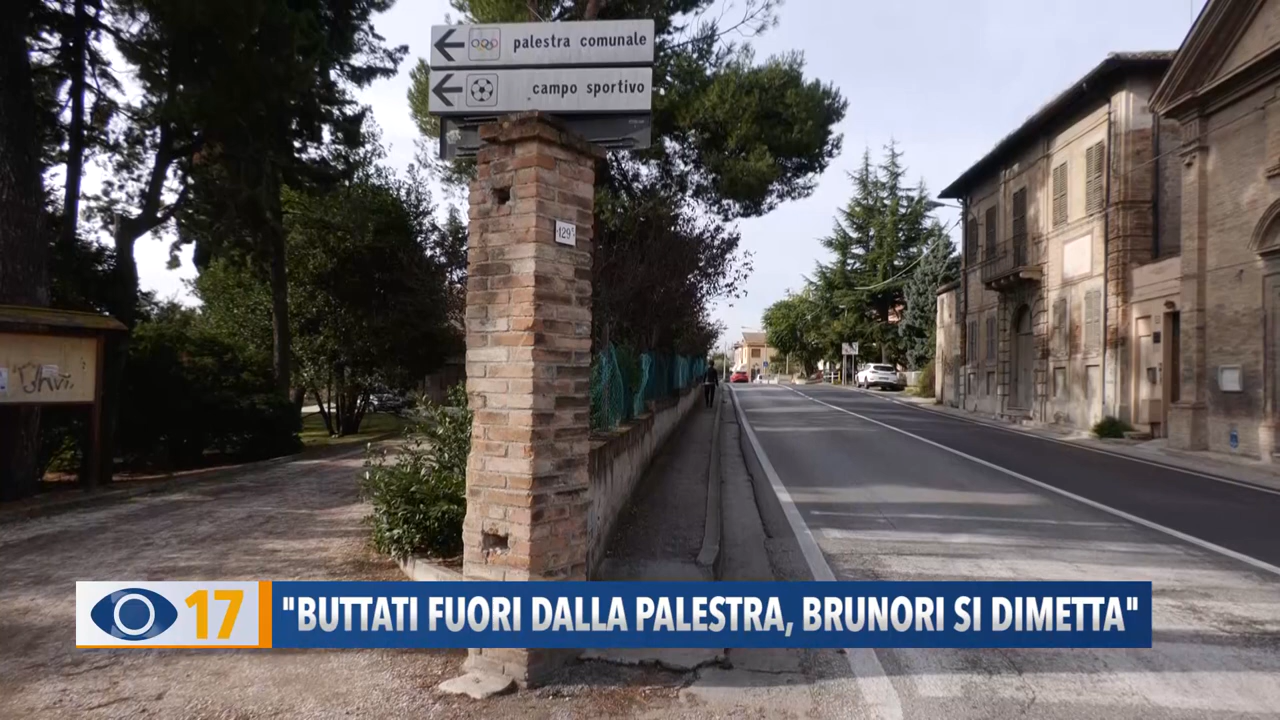 palestra comunale
campo sportivo
129
17
"BUTTATI FUORI DALLA PALESTRA, BRUNORI SI DIMETTA"